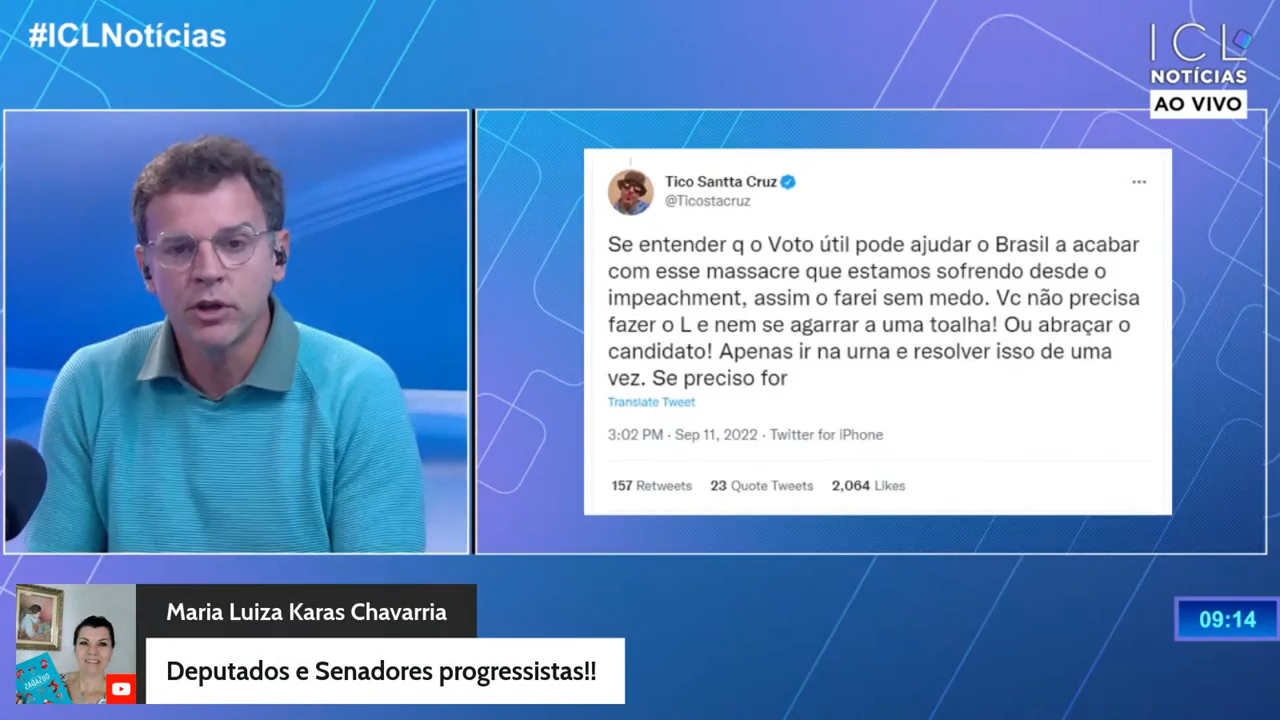 #ICLNotícias
ICL
NOTÍCIAS
AO VIVO
Tico Santta Cruz
@Ticostacruz
Se entender q o Voto útil pode ajudar o Brasil a acabar
com esse massacre que estamos sofrendo desde o
impeachment, assim o farei sem medo. Vc não precisa
fazer o L e nem se agarrar a uma toalha! Ou abraçar o
candidato! Apenas ir na urna e resolver isso de uma
vez. Se preciso for
Translate Tweet
3:02 PM · Sep 11, 2022 · Twitter for iPhone
157 Retweets 23 Quote Tweets 2,064 Likes
Maria Luiza Karas Chavarria
Deputados e Senadores progressistas!!
ZAGAZUO
09:14